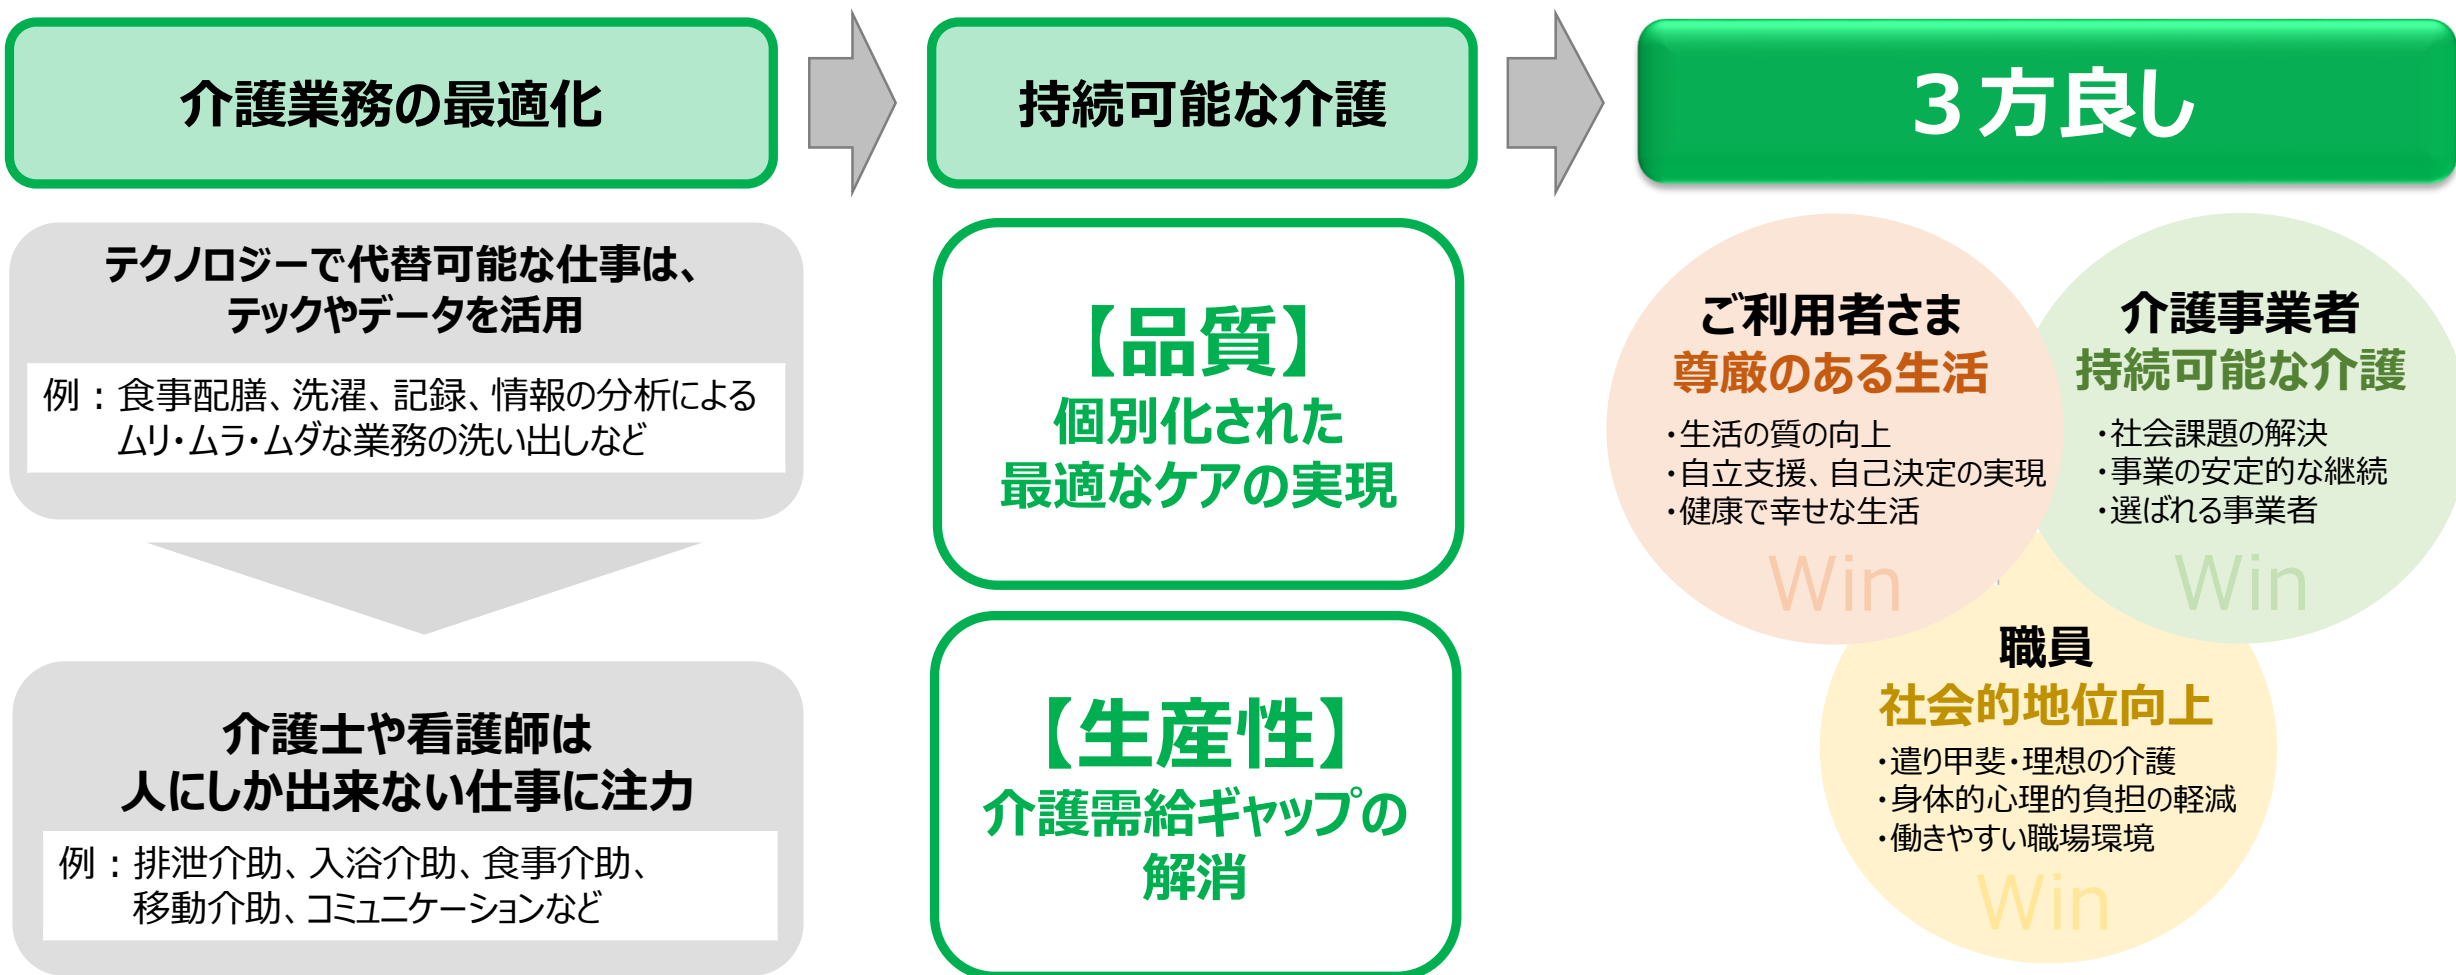 介護業務の最適化
持続可能な介護
3方良し
テクノロジーで代替可能な仕事は、
テックやデータを活用
例：食事配膳、洗濯、記録、情報の分析による
ムリ・ムラ・ムダな業務の洗い出しなど
介護士や看護師は
人にしか出来ない仕事に注力
例：排泄介助、入浴介助、食事介助、
移動介助、コミュニケーションなど
【品質】
個別化された
最適なケアの実現
【生産性】
介護需給ギャップの
解消
ご利用者さま
尊厳のある生活
・生活の質の向上
・自立支援、自己決定の実現
・健康で幸せな生活
Win
介護事業者
持続可能な介護
・社会課題の解決
・事業の安定的な継続
・選ばれる事業者
Win
職員
社会的地位向上
・遣り甲斐・理想の介護
・身体的心理的負担の軽減
・働きやすい職場環境
Win